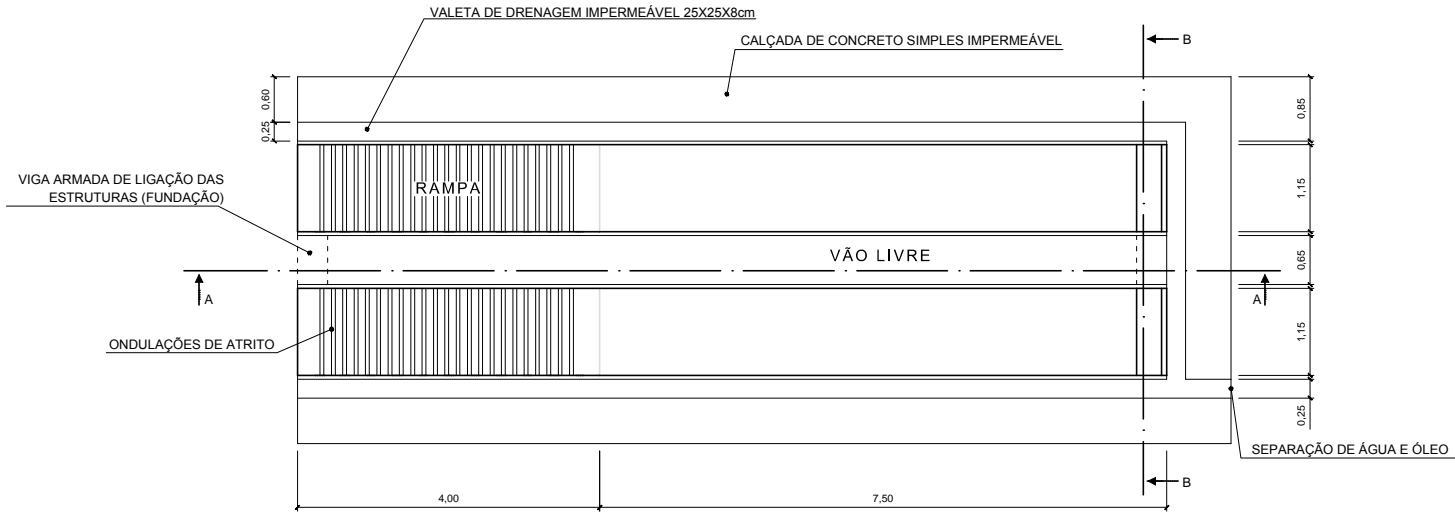 VALETA DE DRENAGEM IMPERMEÁVEL 25X25X8cm
CALÇADA DE CONCRETO SIMPLES IMPERMEÁVEL
B
0,60
0,25
0,85
VIGA ARMADA DE LIGAÇÃO DAS
ESTRUTURAS (FUNDAÇÃO)
RAMPA
1,15
VÃO LIVRE
0,65
A
A
ONDULAÇÕES DE ATRITO
1,15
0,25
SEPARAÇÃO DE ÁGUA E ÓLEO
B
4,00
7,50